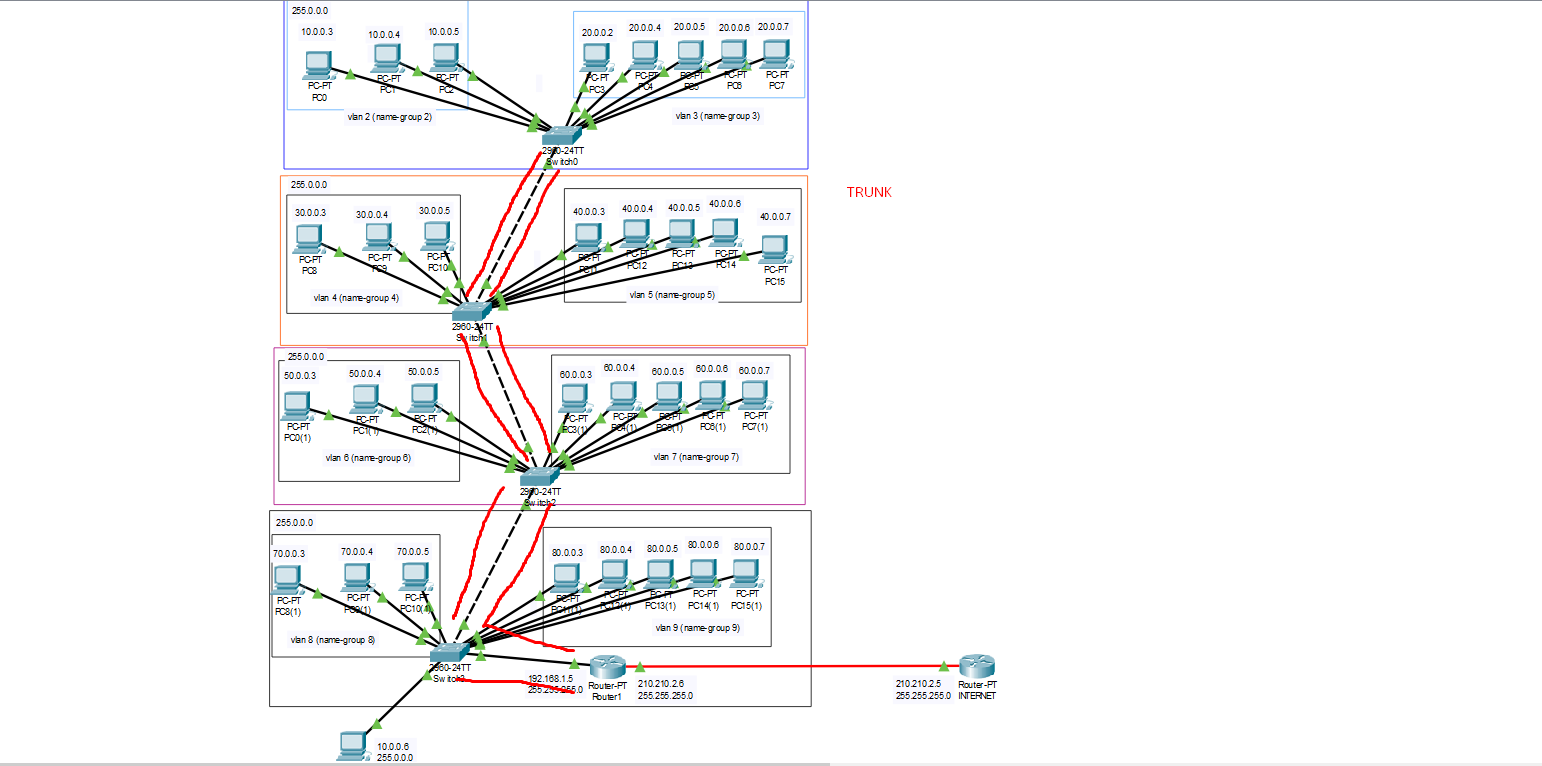 255.0.0.0
10.0.0.3
10.0.0.4
10.0.0.5
20.0.0.2
20.0.0.4
20.0.0.5
20.0.0.6
20.0.0.7
PC-PT
PC0
PC-PT
PC1
PC-PT
PC2
PC-PT
PC3
PC-PT
PC4
PC-PT
PC5
PC-PT
PC6
PC-PT
PC7
vlan 2 (name-group 2)
vlan 3 (name-group 3)
2960-24TT
Switch0
TRUNK
255.0.0.0
30.0.0.3
30.0.0.4
30.0.0.5
40.0.0.3
40.0.0.4
40.0.0.5
40.0.0.6
40.0.0.7
PC-PT
PC8
PC-PT
PC9
PC-PT
PC10
PC-PT
PC11
PC-PT
PC12
PC-PT
PC13
PC-PT
PC14
PC-PT
PC15
vlan 4 (name-group 4)
vlan 5 (name-group 5)
2960-24TT
Switch1
255.0.0.0
50.0.0.3
50.0.0.4
50.0.0.5
60.0.0.3
60.0.0.4
60.0.0.5
60.0.0.6
60.0.0.7
PC-PT
PC0(1)
PC-PT
PC1(1)
PC-PT
PC2(1)
PC-PT
PC3(1)
PC-PT
PC4(1)
PC-PT
PC5(1)
PC-PT
PC6(1)
PC-PT
PC7(1)
vlan 6 (name-group 6)
vlan 7 (name-group 7)
2960-24TT
Switch2
255.0.0.0
70.0.0.3
70.0.0.4
70.0.0.5
80.0.0.3
80.0.0.4
80.0.0.5
80.0.0.6
80.0.0.7
PC-PT
PC8(1)
PC-PT
PC9(1)
PC-PT
PC10(1)
PC-PT
PC11(1)
PC-PT
PC12(1)
PC-PT
PC13(1)
PC-PT
PC14(1)
PC-PT
PC15(1)
vlan 8 (name-group 8)
vlan 9 (name-group 9)
2960-24TT
Switch3
192.168.1.5
255.255.255.0
Router-PT
Router1
210.210.2.6
255.255.255.0
210.210.2.5
255.255.255.0
Router-PT
INTERNET
10.0.0.6
255.0.0.0